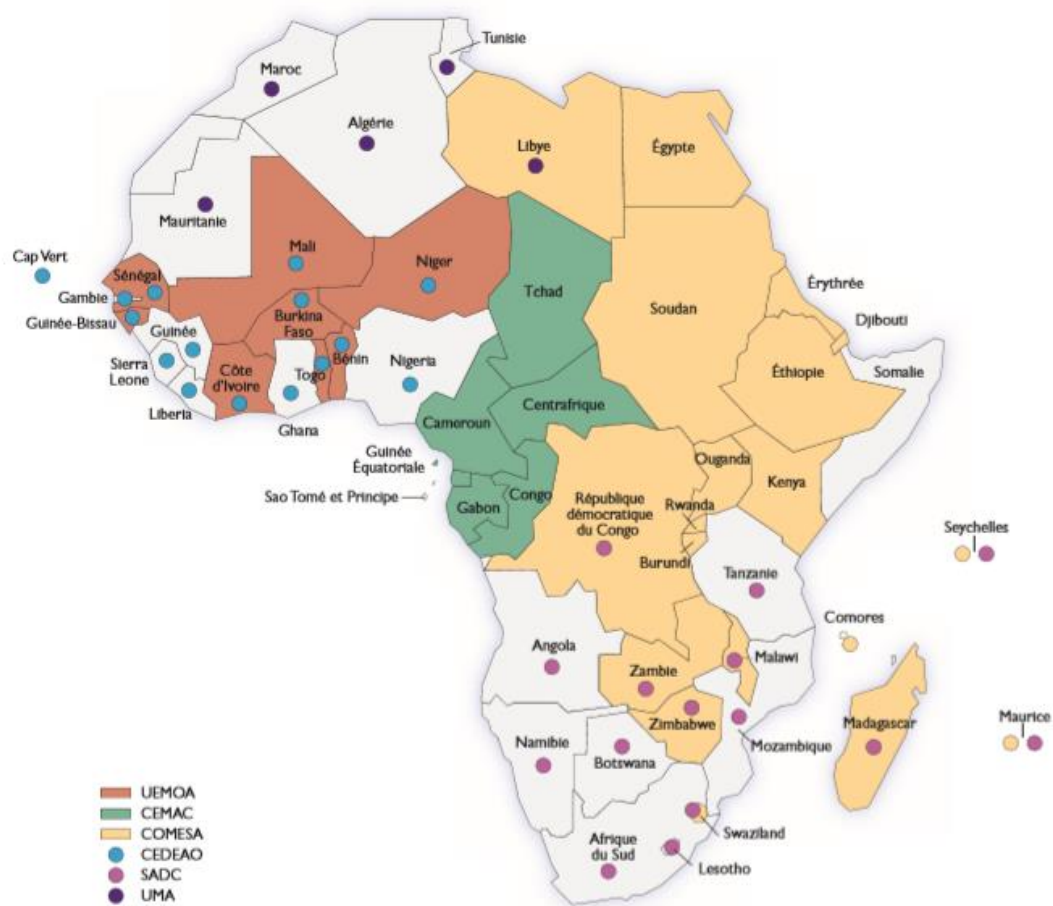 Tunisie
Maroc
Algérie
Libye
Égypte
Mauritanie
Cap Vert
Mali
Niger
Sénégal
Gambie
Guinée-Bissau
Tchad
Soudan
Érythrée
Djibouti
Guinée
Burkina
Faso
Bénin
Nigeria
Sierra
Leone
Côte
d'Ivoire
Togo
Éthiopie
Somalie
Liberia
Ghana
Cameroun
Centrafrique
Guinée
Équatoriale
Sao Tomé et Principe
Gabon
Congo
République
démocratique
du Congo
Ouganda
Kenya
Rwanda
Burundi
Seychelles
Tanzanie
Comores
Angola
Malawi
Zambie
Zimbabwe
Mozambique
Madagascar
Maurice
Namibie
Botswana
Swaziland
Afrique
du Sud
Lesotho
UEMOA
CEMAC
COMESA
CEDEAO
SADC
UMA